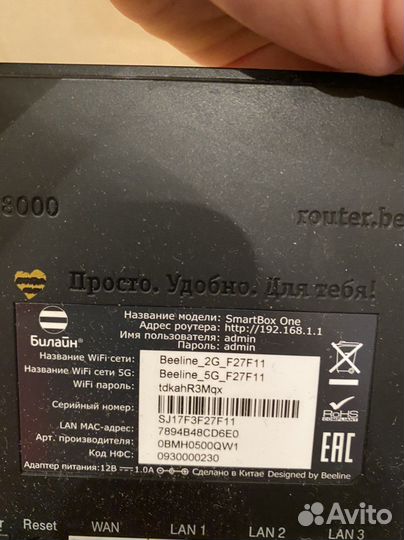 8000
router.be
Просто. Удобно. Для тебя!
Билайн®
Название модели: SmartBox One
Адрес роутера: http://192.168.1.1
Имя пользователя: admin
Пароль: admin
Название WiFi сети: Beeline_2G_F27F11
Название WiFi сети 5G: Beeline_5G_F27F11
WiFi пароль: tdkahR3Mqx
Серийный номер:
SJ17F3F27F11
LAN MAC-адрес: 7894B48CD6E0
Арт. производителя: 0BMH0500QW1
Код НФС: 0930000230
Адаптер питания: 12В 1.0А Сделано в Китае Designed by Beeline
RoHS
COMPLIANT
EAC
Reset WAN LAN 1 LAN 2 LAN 3
Avito